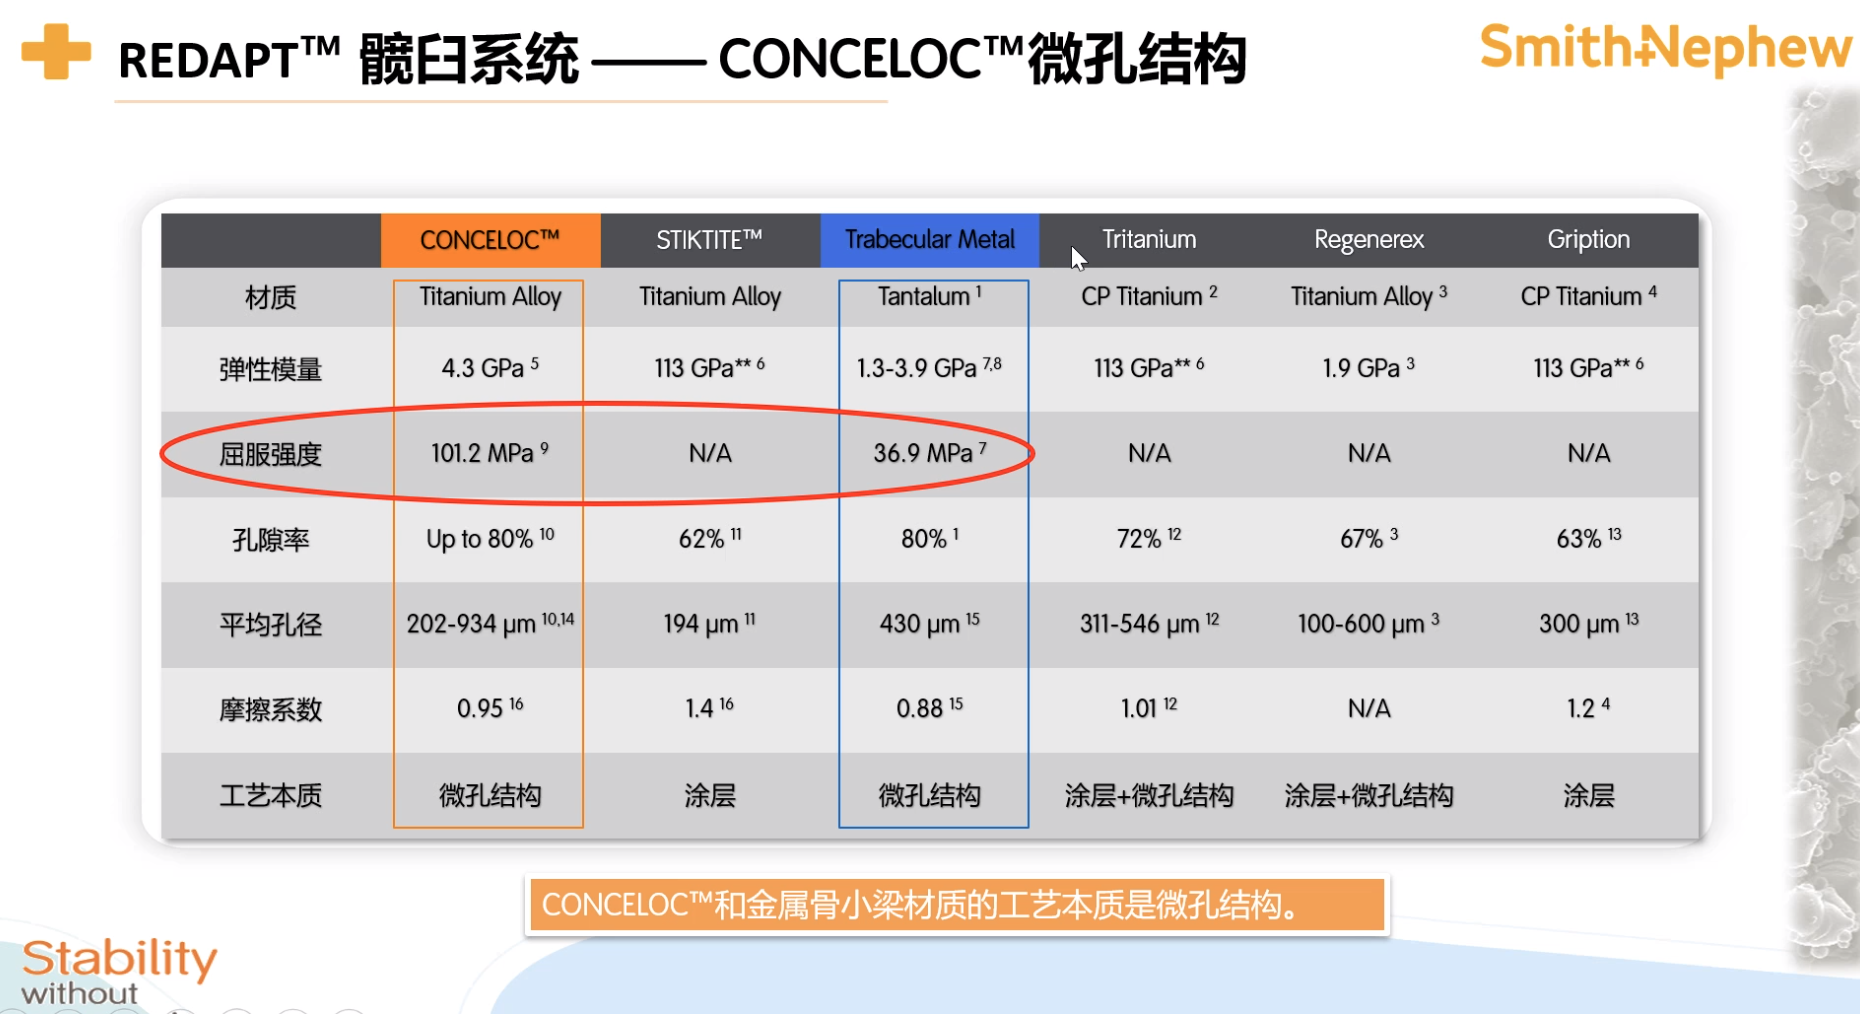 REDAPT™ 髋臼系统 —— CONCELOC™微孔结构
Smith+Nephew
CONCELOC™ STIKTITE™ Trabecular Metal Tritanium Regenerex Gription
材质 Titanium Alloy Titanium Alloy Tantalum 1 CP Titanium 2 Titanium Alloy 3 CP Titanium 4
弹性模量 4.3 GPa 5 113 GPa** 6 1.3-3.9 GPa 7,8 113 GPa** 6 1.9 GPa 3 113 GPa** 6
屈服强度 101.2 MPa 9 N/A 36.9 MPa 7 N/A N/A N/A
孔隙率 Up to 80% 10 62% 11 80% 1 72% 12 67% 3 63% 13
平均孔径 202-934 µm 10,14 194 µm 11 430 µm 15 311-546 µm 12 100-600 µm 3 300 µm 13
摩擦系数 0.95 16 1.4 16 0.88 15 1.01 12 N/A 1.2 4
工艺本质 微孔结构 涂层 微孔结构 涂层+微孔结构 涂层+微孔结构 涂层
CONCELOC™和金属骨小梁材质的工艺本质是微孔结构。
Stability
without